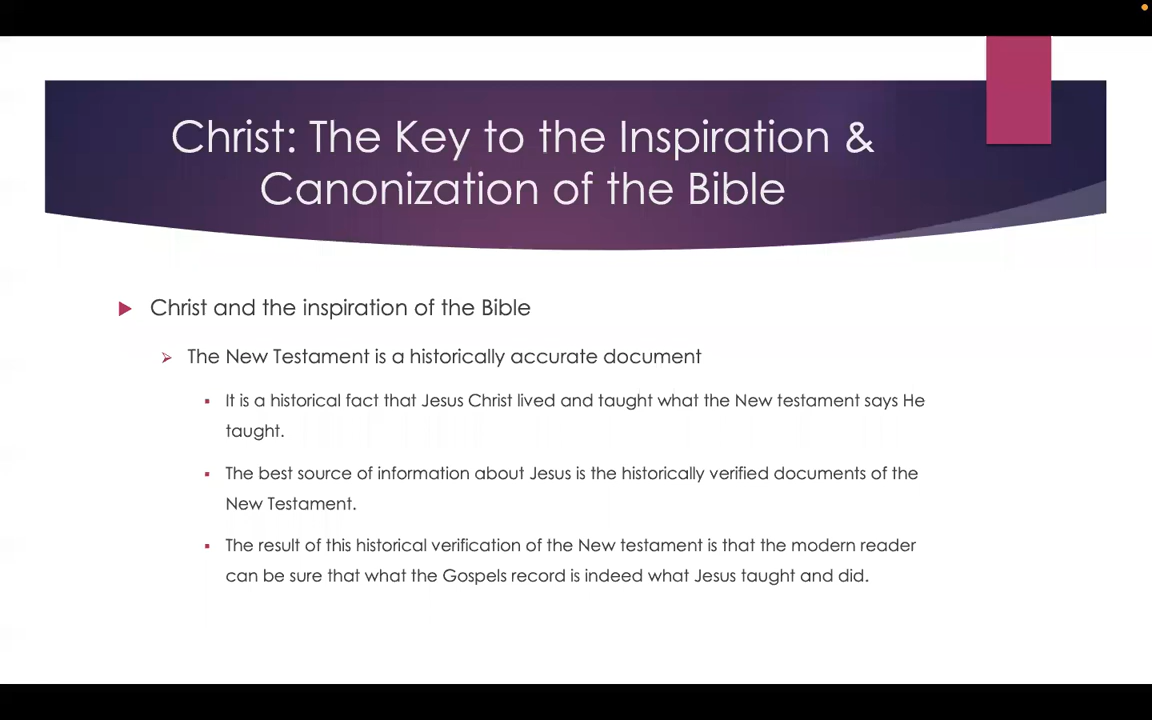 Christ: The Key to the Inspiration &
Canonization of the Bible
Christ and the inspiration of the Bible
The New Testament is a historically accurate document
It is a historical fact that Jesus Christ lived and taught what the New testament says He
taught.
The best source of information about Jesus is the historically verified documents of the
New Testament.
The result of this historical verification of the New testament is that the modern reader
can be sure that what the Gospels record is indeed what Jesus taught and did.